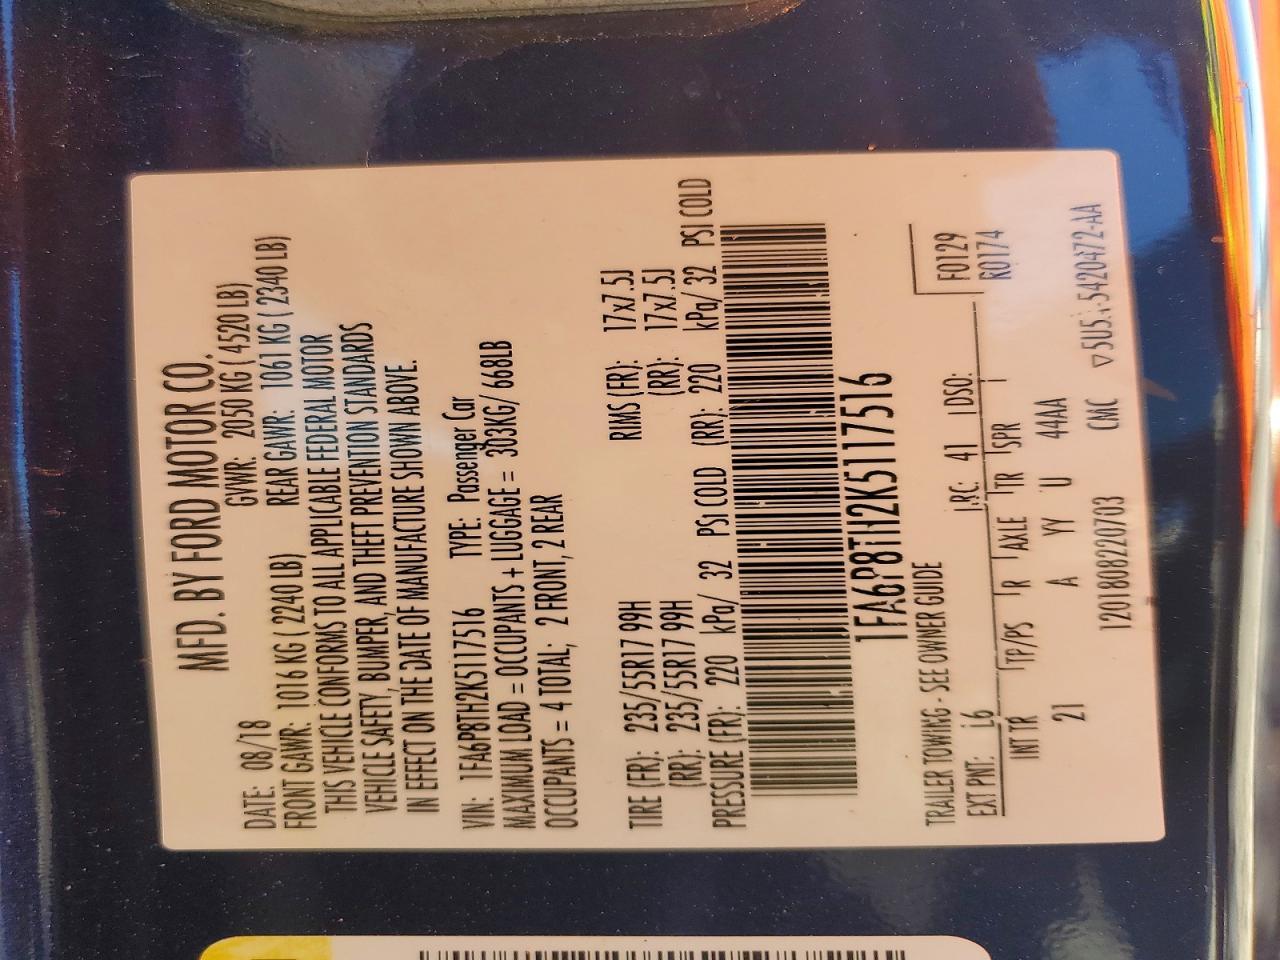 MFD. BY FORD MOTOR CO.
DATE: 08/18 GVWR: 2050 KG ( 4520 LB)
FRONT GAWR: 1016 KG ( 2240 LB) REAR GAWR: 1061 KG ( 2340 LB)
THIS VEHICLE CONFORMS TO ALL APPLICABLE FEDERAL MOTOR
VEHICLE SAFETY, BUMPER, AND THEFT PREVENTION STANDARDS
IN EFFECT ON THE DATE OF MANUFACTURE SHOWN ABOVE.
VIN: 1FA6P8TH2K5117516 TYPE: Passenger Car
MAXIMUM LOAD = OCCUPANTS + LUGGAGE = 303KG/ 668LB
OCCUPANTS = 4 TOTAL; 2 FRONT, 2 REAR
TIRE (FR): 235/55R17 99H RIMS (FR): 17x7.5J
(RR): 235/55R17 99H (RR): 17x7.5J
PRESSURE (FR): 220 kPa/ 32 PSI COLD (RR): 220 kPa/ 32 PSI COLD
1FA6P8TH2K5117516
TRAILER TOWING - SEE OWNER GUIDE
F0129
EXT PNT: L6 RC: 41 DSO: R0174
INT TR TP/PS R AXLE TR SPR
21 A YY U 44AA
1201808220703 CMC ▽5U5A-5420472-AA